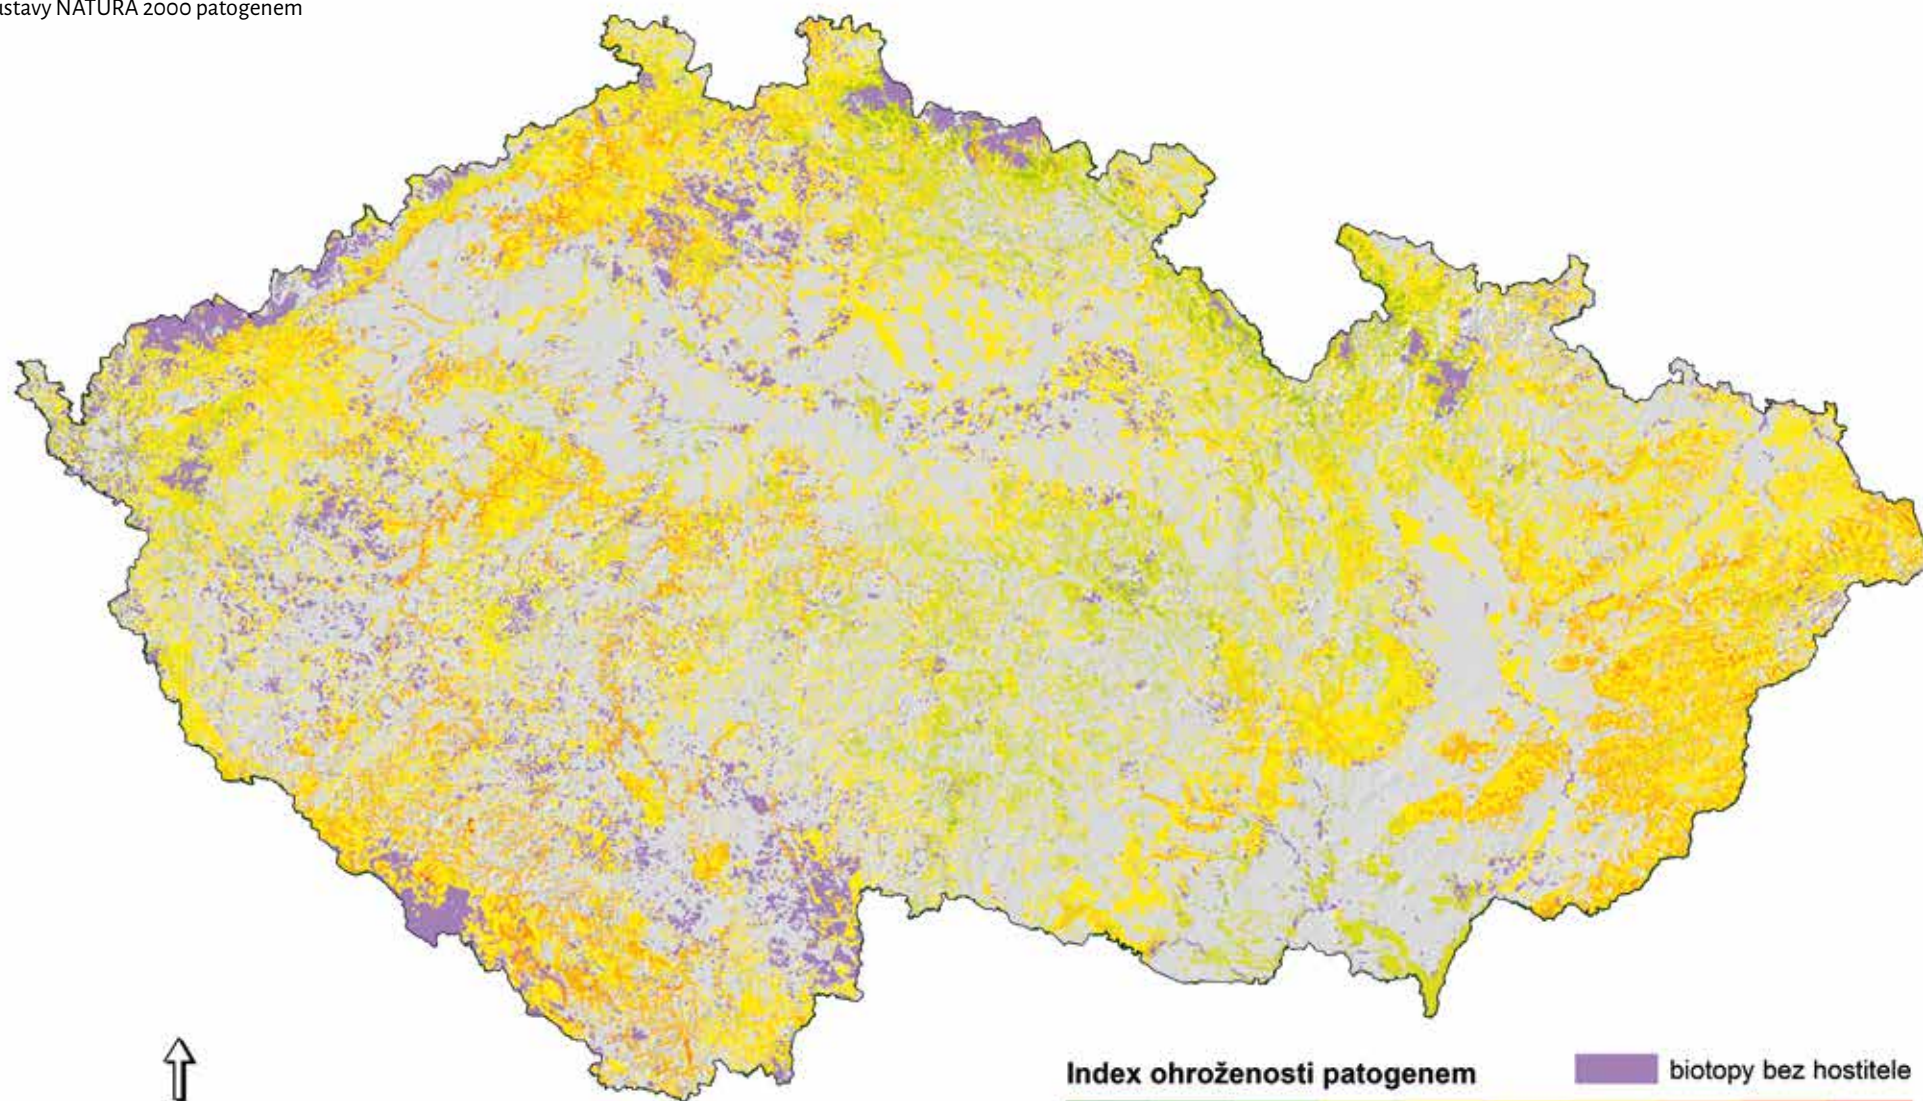 ustavy NATURA 2000 patogenem
Index ohroženosti patogenem
biotopy bez hostitele